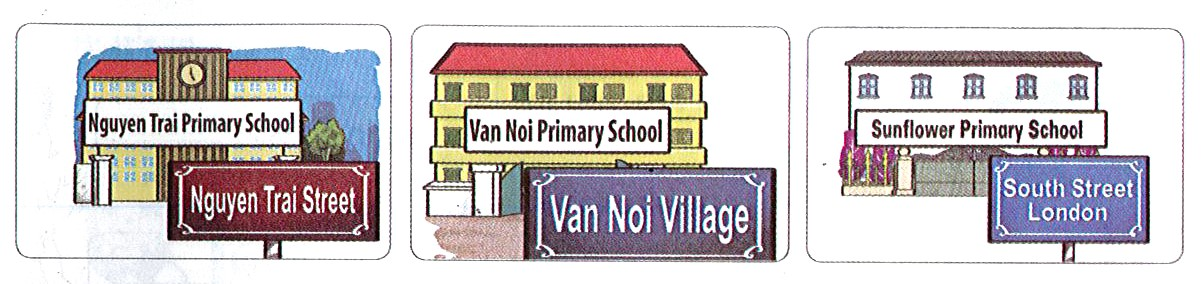 Nguyen Trai Primary School
Nguyen Trai Street
Van Noi Primary School
Van Noi Village
Sunflower Primary School
South Street
London